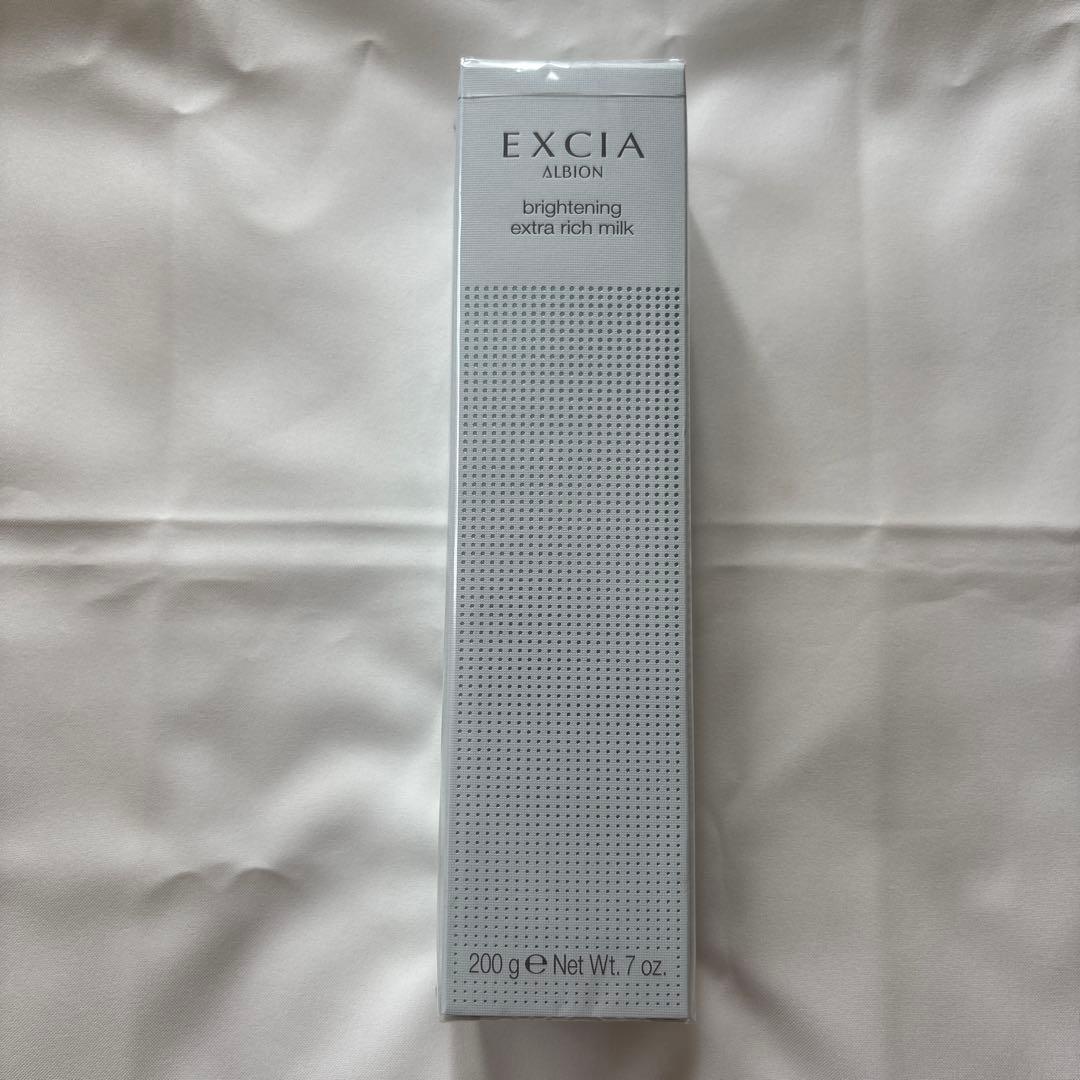 EXCIA
ALBION
brightening
extra rich milk
200 g ℮ Net Wt. 7 oz.